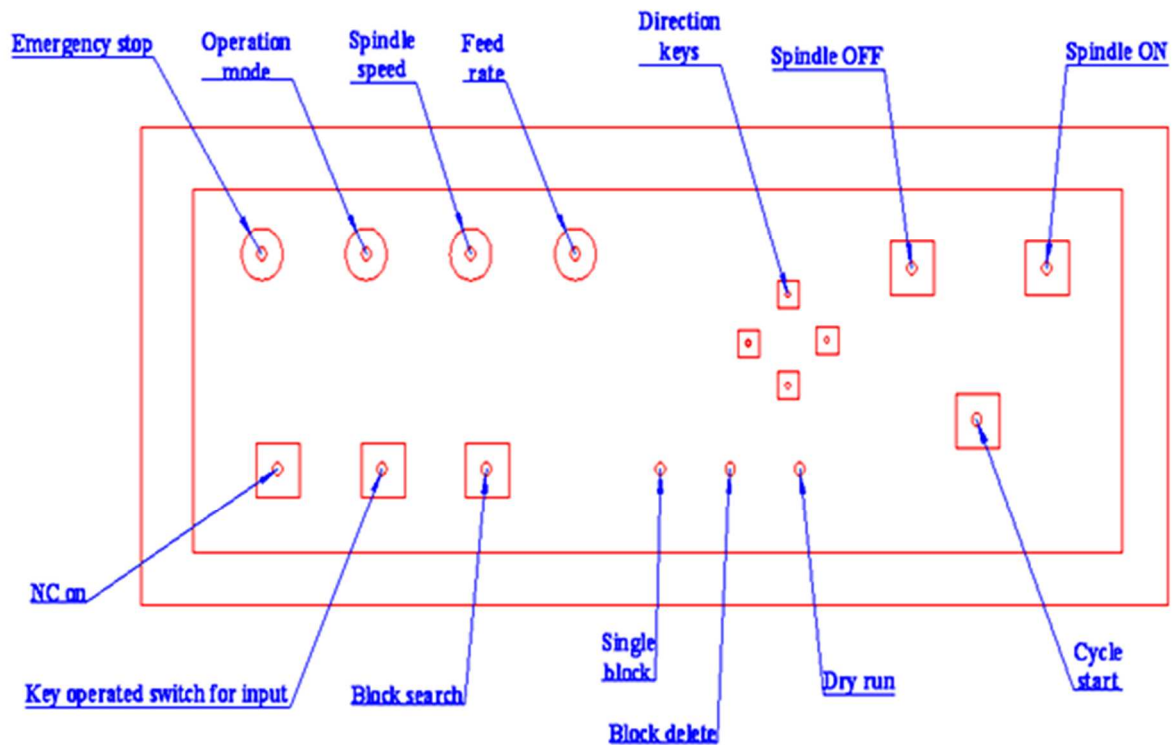 Emergency stop
Operation
mode
Spindle
speed
Feed
rate
Direction
keys
Spindle OFF
Spindle ON
NC on
Key operated switch for input
Block search
Single
block
Block delete
Dry run
Cycle
start